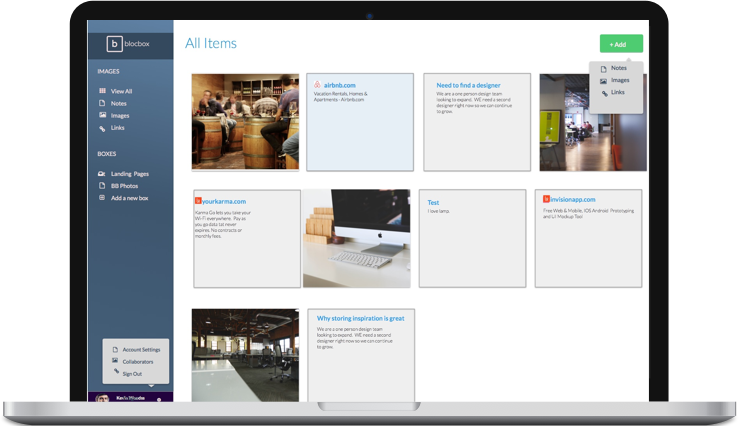 b blocbox
All Items
+ Add
Notes
Images
Links
IMAGES
View All
Notes
Images
Links
BOXES
Landing Pages
BB Photos
Add a new box
airbnb.com
Vacation Rentals, Homes &
Apartments - Airbnb.com
Need to find a designer
We are a one person design team
looking to expand. WE need a second
designer right now so we can continue
to grow.
yourkarma.com
Karma Go lets you take your
Wi-Fi everywhere. Pay as
you go data tat never
expires. No contracts or
monthly fees.
Test
I love lamp
invisionapp.com
Free Web & Mobile, iOS Android Prototyping
and UI Mockup Tool
Why storing inspiration is great
We are a one person design team
looking to expand. WE need a second
designer right now so we can continue
to grow.
Account Settings
Collaborators
Sign Out